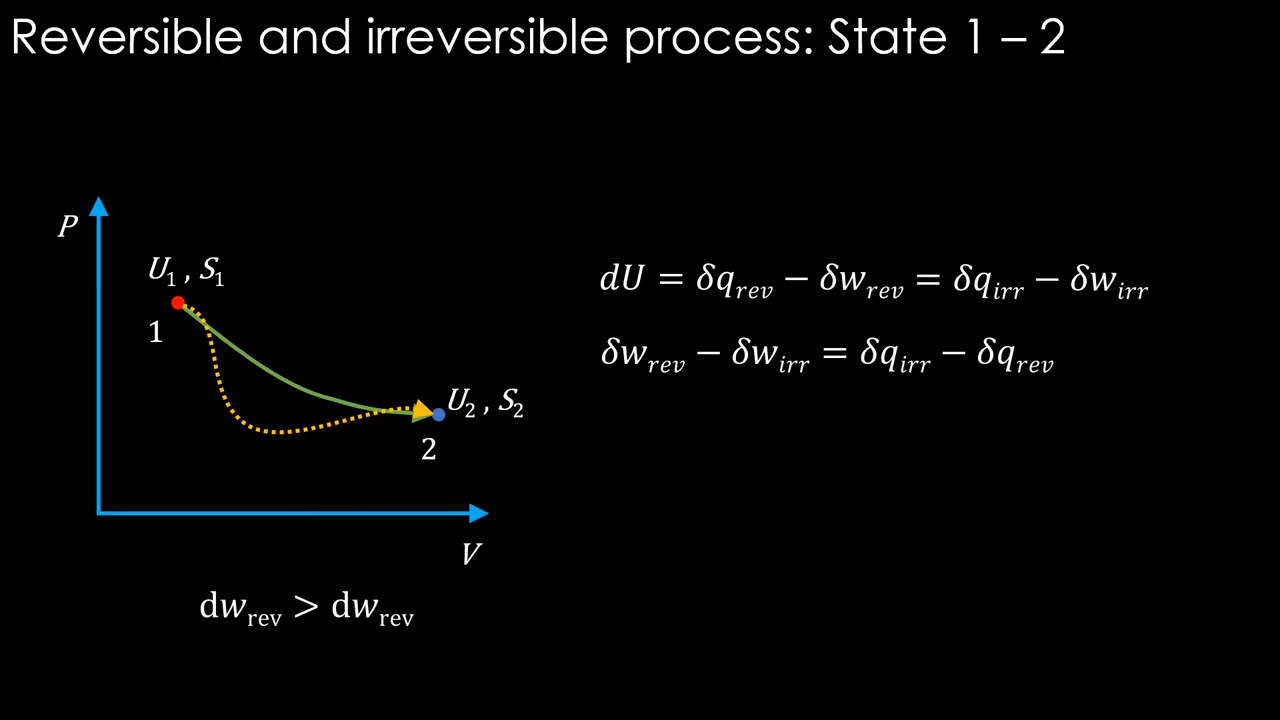 Reversible and irreversible process: State 1 – 2
P
U₁ , S₁
1
U₂ , S₂
2
V
dw_rev > dw_rev
dU = δq_rev − δw_rev = δq_irr − δw_irr
δw_rev − δw_irr = δq_irr − δq_rev